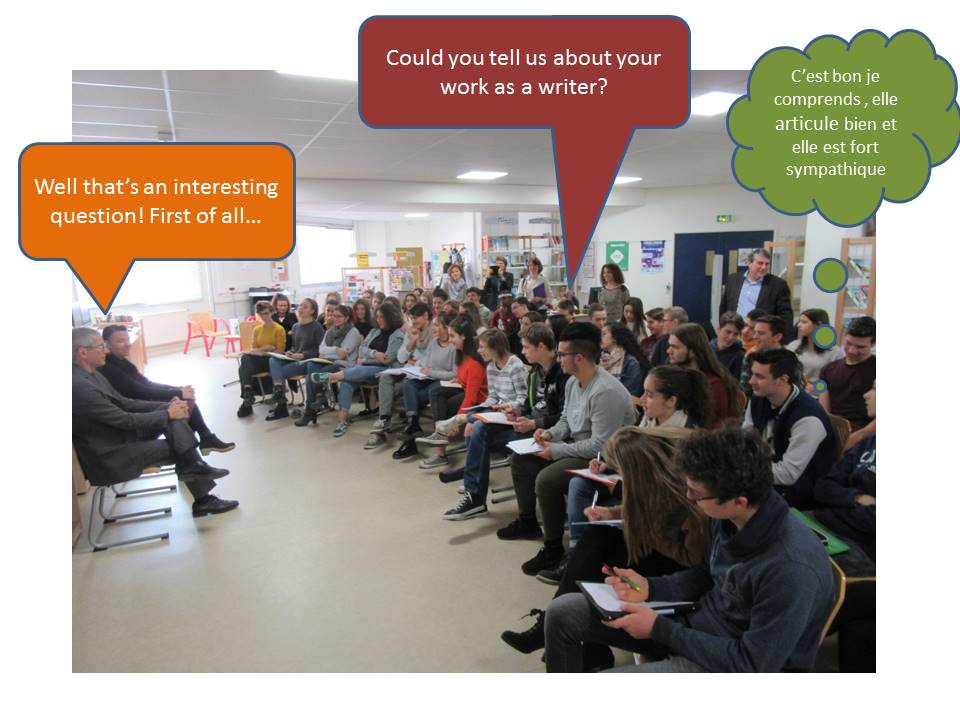 Could you tell us about your
work as a writer?
C’est bon je
comprends , elle
articule bien et
elle est fort
sympathique
Well that’s an interesting
question! First of all…